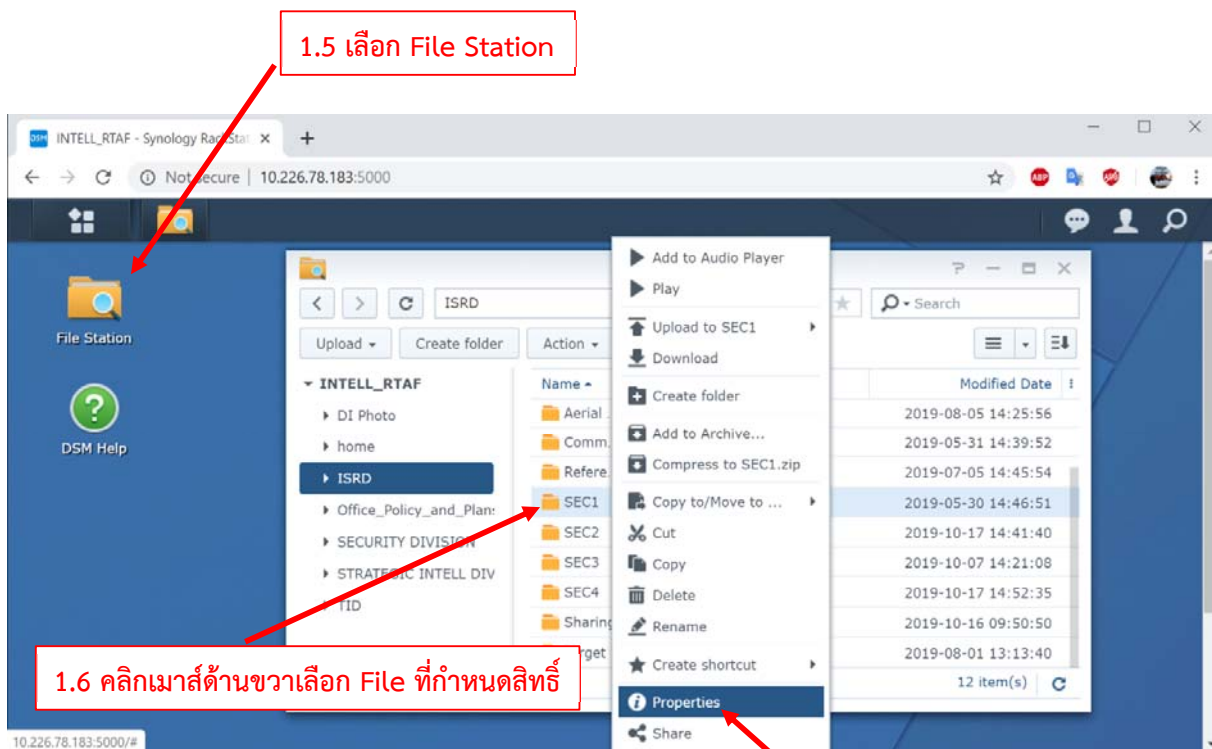 1.5 เลือก File Station
INTELL_RTAF - Synology RackStat
Not secure | 10.226.78.183:5000
File Station
DSM Help
ISRD
Search
Upload
Create folder
Action
INTELL_RTAF
DI Photo
home
ISRD
Office_Policy_and_Plans
SECURITY DIVISION
STRATEGIC INTELL DIV
TID
Name
Modified Date
Aerial
2019-08-05 14:25:56
Comm.
2019-05-31 14:39:52
Refere.
2019-07-05 14:45:54
SEC1
2019-05-30 14:46:51
SEC2
2019-10-17 14:41:40
SEC3
2019-10-07 14:21:08
SEC4
2019-10-17 14:52:35
Sharing
2019-10-16 09:50:50
rget
2019-08-01 13:13:40
12 item(s)
Add to Audio Player
Play
Upload to SEC1
Download
Create folder
Add to Archive...
Compress to SEC1.zip
Copy to/Move to ...
Cut
Copy
Delete
Rename
Create shortcut
Properties
Share
1.6 คลิกเมาส์ด้านขวาเลือก File ที่กำหนดสิทธิ์
10.226.78.183:5000/#